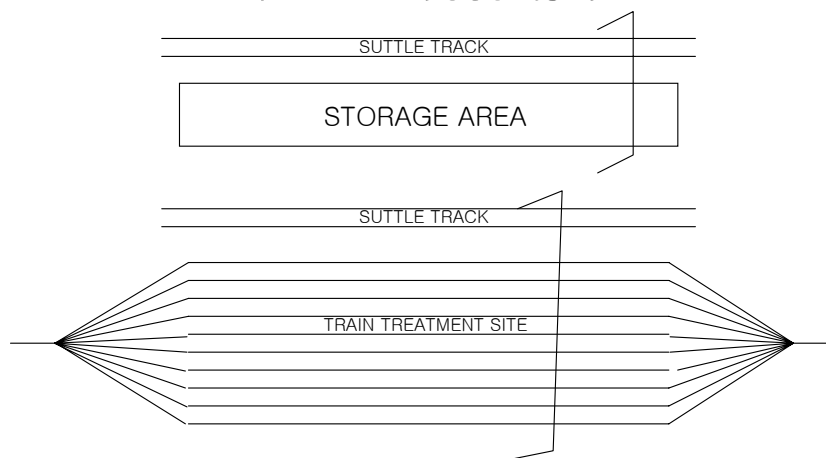 SUTTLE TRACK
STORAGE AREA
SUTTLE TRACK
TRAIN TREATMENT SITE